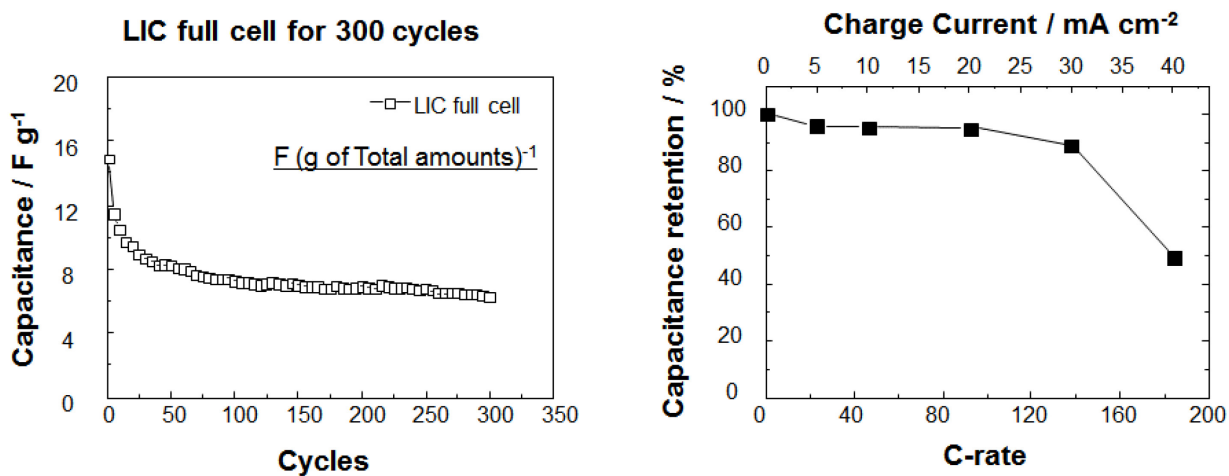 LIC full cell for 300 cycles
20
16
12
8
4
0
Capacitance / F g-1
LIC full cell
F (g of Total amounts)-1
0 50 100 150 200 250 300 350
Cycles
Charge Current / mA cm-2
0 5 10 15 20 25 30 35 40
100
80
60
40
20
0
Capacitance retention / %
0 40 80 120 160 200
C-rate